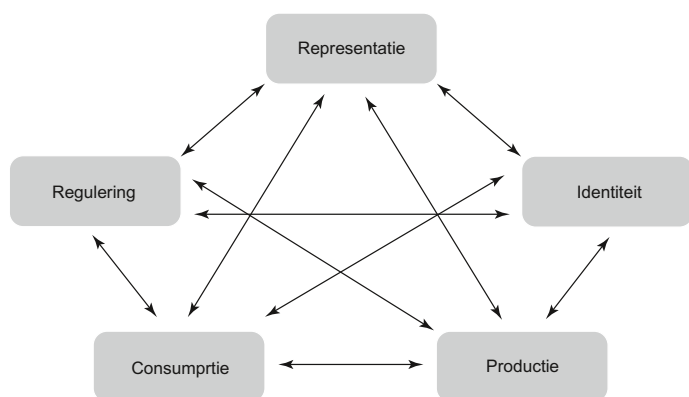 Representatie
Regulering
Identiteit
Consumprtie
Productie